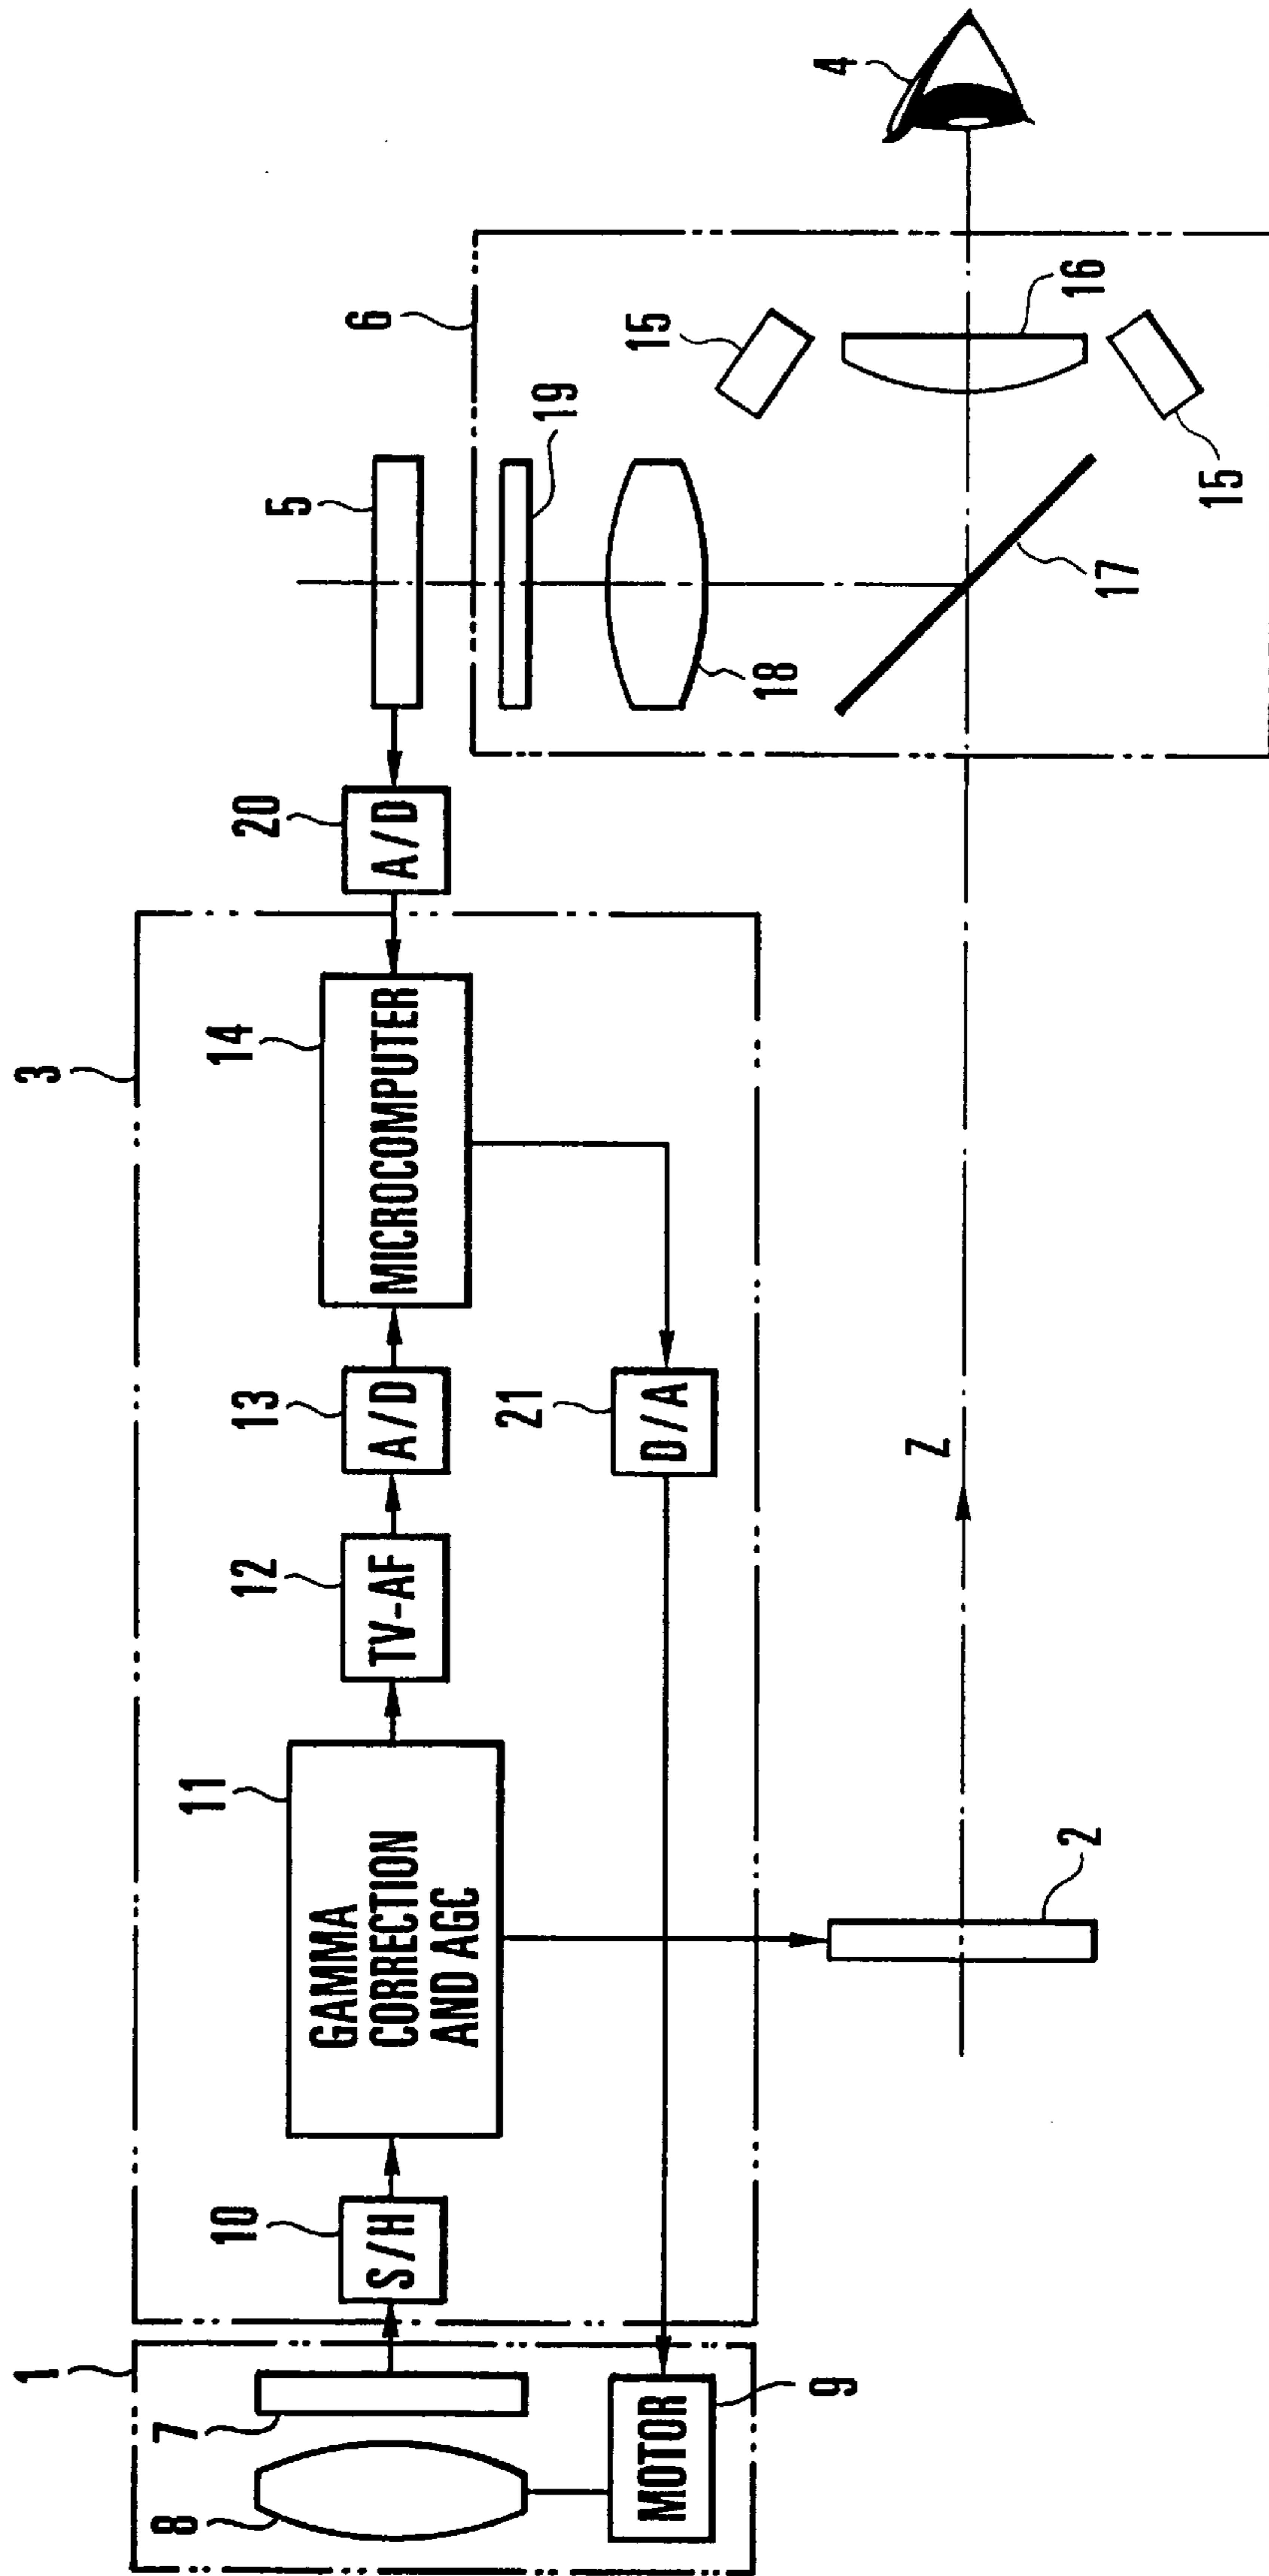 3
1
6
4
5
19
15
16
15
17
18
20
A/D
14
MICROCOMPUTER
13
A/D
12
TV-AF
11
GAMMA
CORRECTION
AND AGC
10
S/H
21
D/A
7
8
MOTOR
9
Z
2